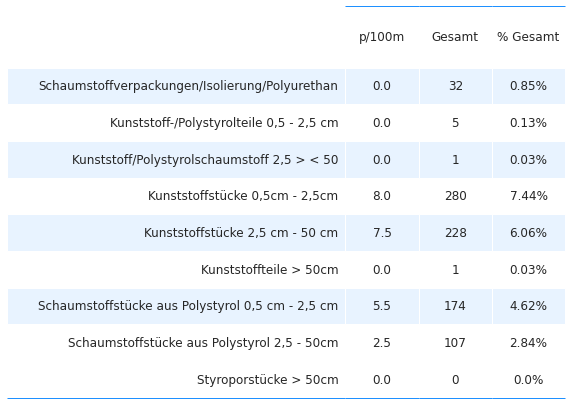 p/100m Gesamt % Gesamt
Schaumstoffverpackungen/Isolierung/Polyurethan 0.0 32 0.85%
Kunststoff-/Polystyrolteile 0,5 - 2,5 cm 0.0 5 0.13%
Kunststoff/Polystyrolschaumstoff 2,5 > < 50 0.0 1 0.03%
Kunststoffstücke 0,5cm - 2,5cm 8.0 280 7.44%
Kunststoffstücke 2,5 cm - 50 cm 7.5 228 6.06%
Kunststoffteile > 50cm 0.0 1 0.03%
Schaumstoffstücke aus Polystyrol 0,5 cm - 2,5 cm 5.5 174 4.62%
Schaumstoffstücke aus Polystyrol 2,5 - 50cm 2.5 107 2.84%
Styroporstücke > 50cm 0.0 0 0.0%